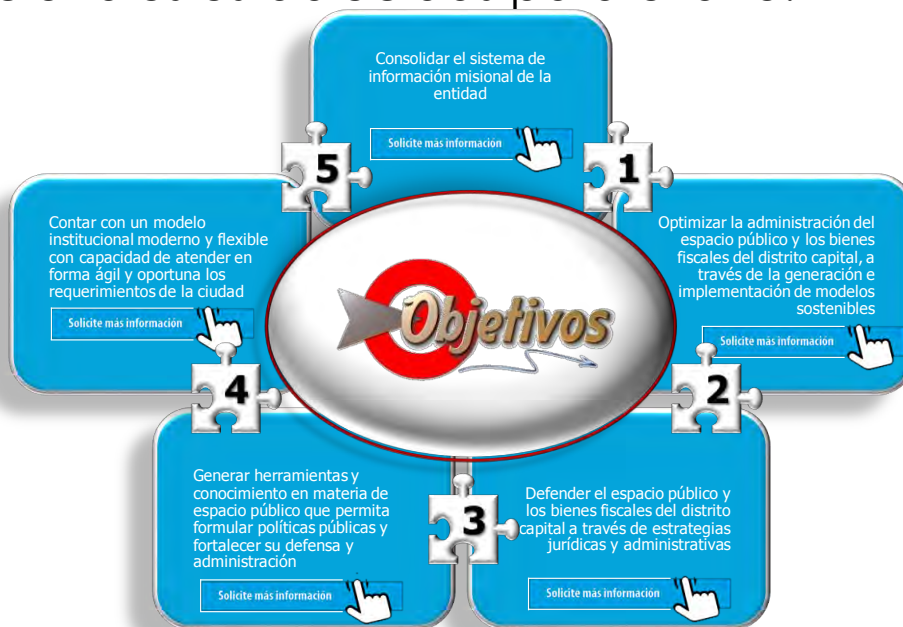 Consolidar el sistema de
información misional de la
entidad
Solicite más información
5
1
Contar con un modelo
institucional moderno y flexible
con capacidad de atender en
forma ágil y oportuna los
requerimientos de la ciudad
Solicite más información
Optimizar la administración del
espacio público y los bienes
fiscales del distrito capital, a
través de la generación e
implementación de modelos
sostenibles
Solicite más información
Objetivos
4
2
Generar herramientas y
conocimiento en materia de
espacio público que permita
formular políticas públicas y
fortalecer su defensa y
administración
Solicite más información
3
Defender el espacio público y
los bienes fiscales del distrito
capital a través de estrategias
jurídicas y administrativas
Solicite más información